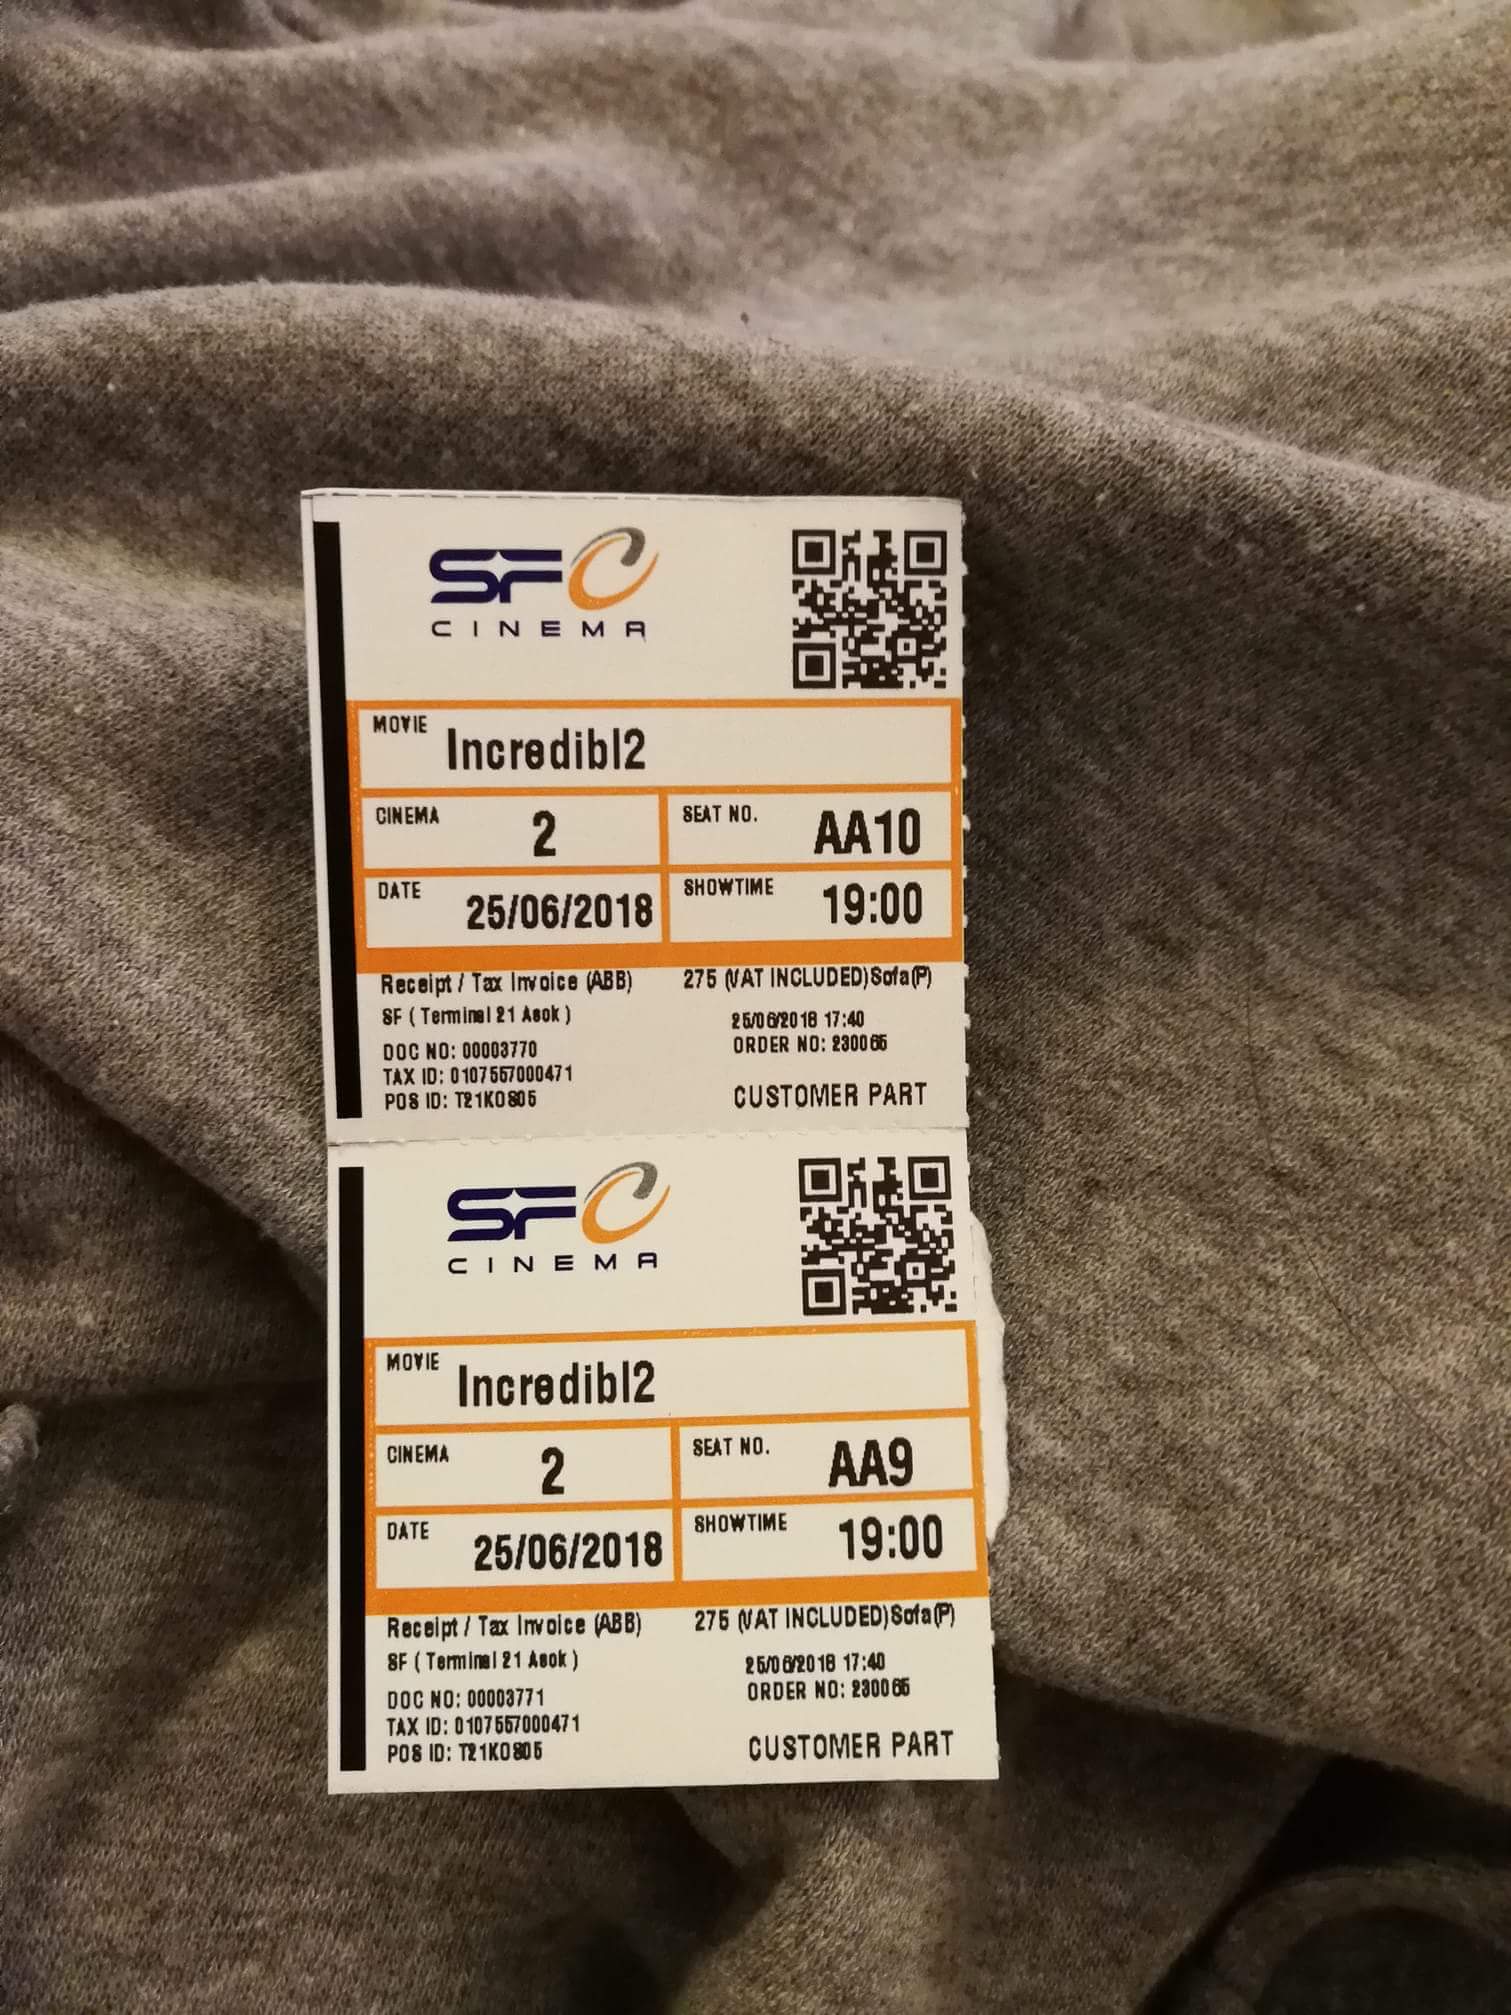 SFC
CINEMA
MOVIE Incredibl2
CINEMA 2 SEAT NO. AA10
DATE 25/06/2018 SHOWTIME 19:00
Receipt / Tax Invoice (ABB) 275 (VAT INCLUDED)Sofa(P)
SF ( Terminal 21 Asok ) 25/06/2018 17:40
DOC NO: 00003770 ORDER NO: 230065
TAX ID: 0107557000471
POS ID: T21KO805 CUSTOMER PART
SFC
CINEMA
MOVIE Incredibl2
CINEMA 2 SEAT NO. AA9
DATE 25/06/2018 SHOWTIME 19:00
Receipt / Tax Invoice (ABB) 275 (VAT INCLUDED)Sofa(P)
SF ( Terminal 21 Asok ) 25/06/2018 17:40
DOC NO: 00003771 ORDER NO: 230065
TAX ID: 0107557000471
POS ID: T21KO805 CUSTOMER PART